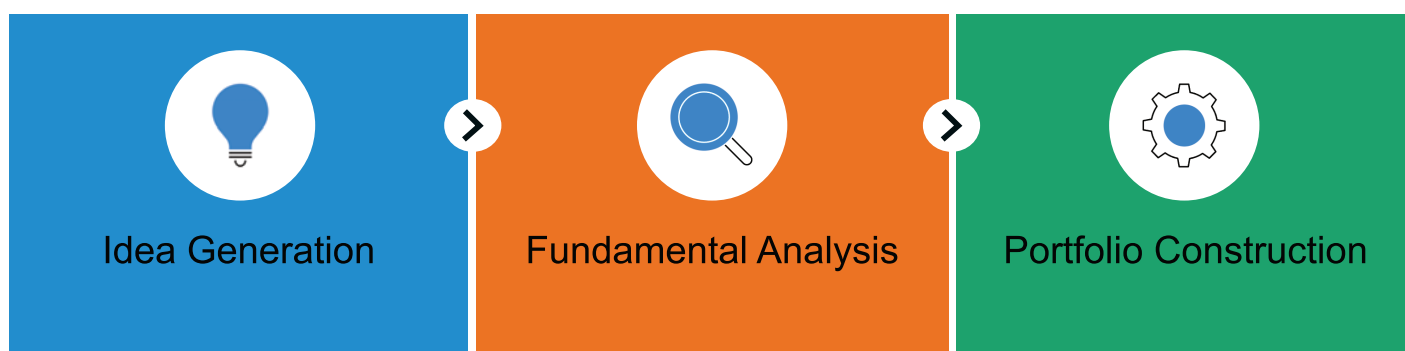 Idea Generation
Fundamental Analysis
Portfolio Construction